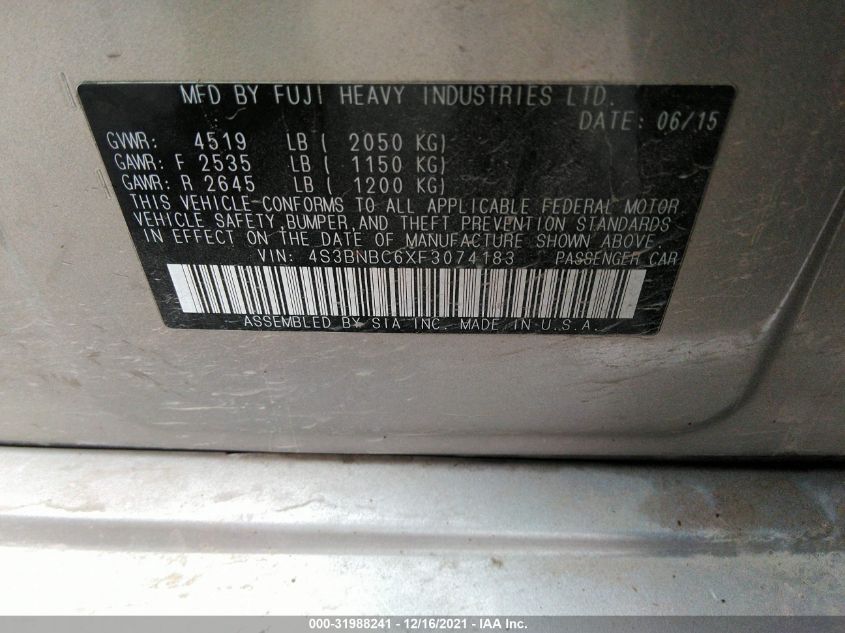 MFD BY FUJI HEAVY INDUSTRIES LTD.
DATE: 06/15
GVWR: 4519 LB ( 2050 KG)
GAWR: F 2535 LB ( 1150 KG)
GAWR: R 2645 LB ( 1200 KG)
THIS VEHICLE CONFORMS TO ALL APPLICABLE FEDERAL MOTOR
VEHICLE SAFETY,BUMPER,AND THEFT PREVENTION STANDARDS
IN EFFECT ON THE DATE OF MANUFACTURE SHOWN ABOVE.
VIN: 4S3BNBC6XF3074183 PASSENGER CAR
ASSEMBLED BY SIA INC. MADE IN U.S.A.
000-31988241 - 12/16/2021 - IAA Inc.